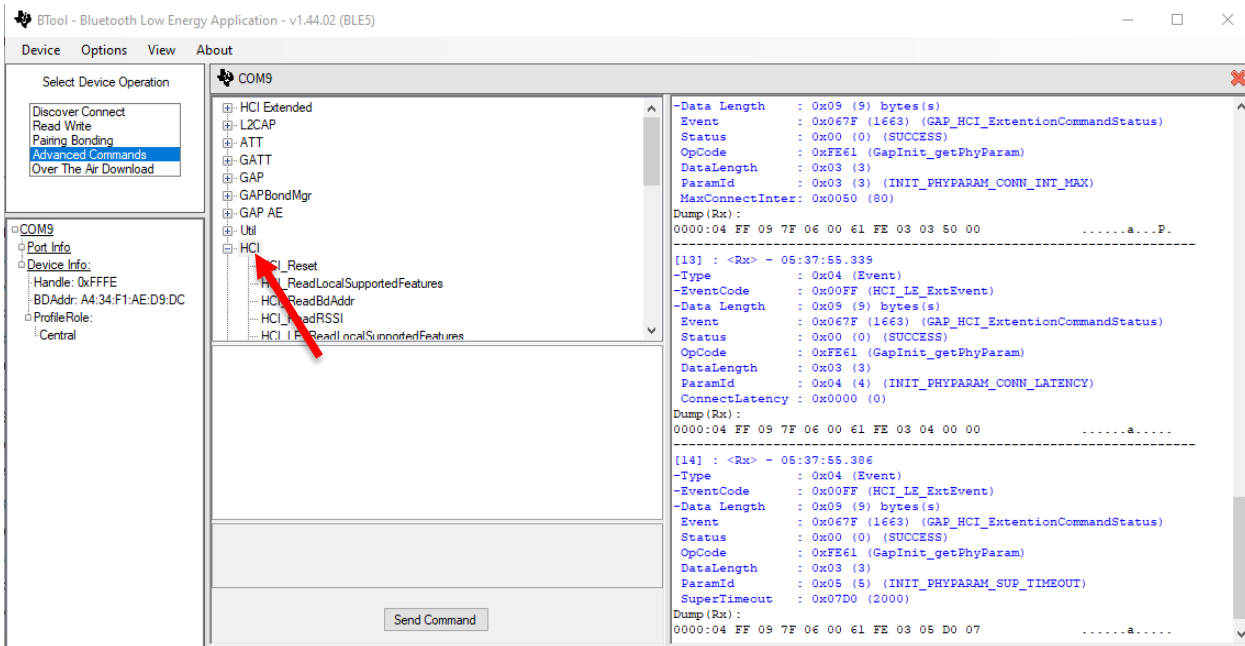 BTool - Bluetooth Low Energy Application - v1.44.02 (BLE5)
Device Options View About
Select Device Operation
Discover Connect
Read Write
Pairing Bonding
Advanced Commands
Over The Air Download
COM9
Port Info
Device Info:
Handle: 0xFFFE
BDAddr: A4:34:F1:AE:D9:DC
ProfileRole:
Central
COM9
HCI Extended
L2CAP
ATT
GATT
GAP
GAPBondMgr
GAP AE
Util
HCI
HCI_Reset
HCI_ReadLocalSupportedFeatures
HCI_ReadBdAddr
HCI_ReadRSSI
HCI_LE_ReadLocalSupportedFeatures
Send Command
-Data Length : 0x09 (9) bytes(s)
Event : 0x067F (1663) (GAP_HCI_ExtentionCommandStatus)
Status : 0x00 (0) (SUCCESS)
OpCode : 0xFE61 (GapInit_getPhyParam)
DataLength : 0x03 (3)
ParamId : 0x03 (3) (INIT_PHYPARAM_CONN_INT_MAX)
MaxConnectInter: 0x0050 (80)
Dump(Rx):
0000:04 FF 09 7F 06 00 61 FE 03 03 50 00 ......a...P.
[13] : <Rx> - 05:37:55.339
-Type : 0x04 (Event)
-EventCode : 0x00FF (HCI_LE_ExtEvent)
-Data Length : 0x09 (9) bytes(s)
Event : 0x067F (1663) (GAP_HCI_ExtentionCommandStatus)
Status : 0x00 (0) (SUCCESS)
OpCode : 0xFE61 (GapInit_getPhyParam)
DataLength : 0x03 (3)
ParamId : 0x04 (4) (INIT_PHYPARAM_CONN_LATENCY)
ConnectLatency : 0x0000 (0)
Dump(Rx):
0000:04 FF 09 7F 06 00 61 FE 03 04 00 00 ......a.....
[14] : <Rx> - 05:37:55.386
-Type : 0x04 (Event)
-EventCode : 0x00FF (HCI_LE_ExtEvent)
-Data Length : 0x09 (9) bytes(s)
Event : 0x067F (1663) (GAP_HCI_ExtentionCommandStatus)
Status : 0x00 (0) (SUCCESS)
OpCode : 0xFE61 (GapInit_getPhyParam)
DataLength : 0x03 (3)
ParamId : 0x05 (5) (INIT_PHYPARAM_SUP_TIMEOUT)
SuperTimeout : 0x07D0 (2000)
Dump(Rx):
0000:04 FF 09 7F 06 00 61 FE 03 05 D0 07 ......a.....